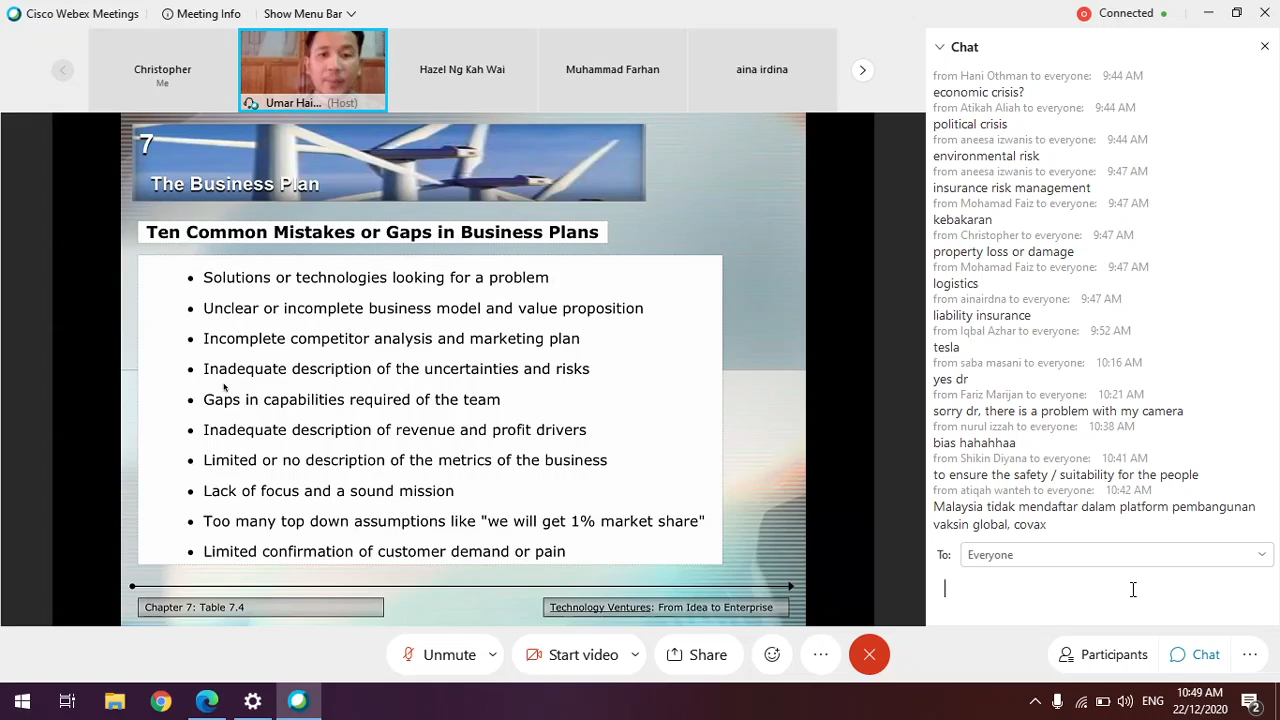 Cisco Webex Meetings
Meeting Info
Show Menu Bar
Connected
Christopher
Me
Umar Hai... (Host)
Hazel Ng Kah Wai
Muhammad Farhan
aina irdina
7
The Business Plan
Ten Common Mistakes or Gaps in Business Plans
• Solutions or technologies looking for a problem
• Unclear or incomplete business model and value proposition
• Incomplete competitor analysis and marketing plan
• Inadequate description of the uncertainties and risks
• Gaps in capabilities required of the team
• Inadequate description of revenue and profit drivers
• Limited or no description of the metrics of the business
• Lack of focus and a sound mission
• Too many top down assumptions like "we will get 1% market share"
• Limited confirmation of customer demand or pain
Chapter 7: Table 7.4
Technology Ventures: From Idea to Enterprise
Chat
from Hani Othman to everyone: 9:44 AM
economic crisis?
from Atikah Aliah to everyone: 9:44 AM
political crisis
from aneesa izwanis to everyone: 9:44 AM
environmental risk
from aneesa izwanis to everyone: 9:47 AM
insurance risk management
from Mohamad Faiz to everyone: 9:47 AM
kebakaran
from Christopher to everyone: 9:47 AM
property loss or damage
from Mohamad Faiz to everyone: 9:47 AM
logistics
from ainairdna to everyone: 9:47 AM
liability insurance
from Iqbal Azhar to everyone: 9:52 AM
tesla
from saba masani to everyone: 10:16 AM
yes dr
from Fariz Marijan to everyone: 10:21 AM
sorry dr, there is a problem with my camera
from nurul izzah to everyone: 10:38 AM
bias hahahhaa
from Shikin Diyana to everyone: 10:41 AM
to ensure the safety / suitability for the people
from atiqah wanteh to everyone: 10:42 AM
Malaysia tidak mendaftar dalam platform pembangunan
vaksin global, covax
To: Everyone
Unmute
Start video
Share
Participants
Chat
ENG
10:49 AM
22/12/2020
2